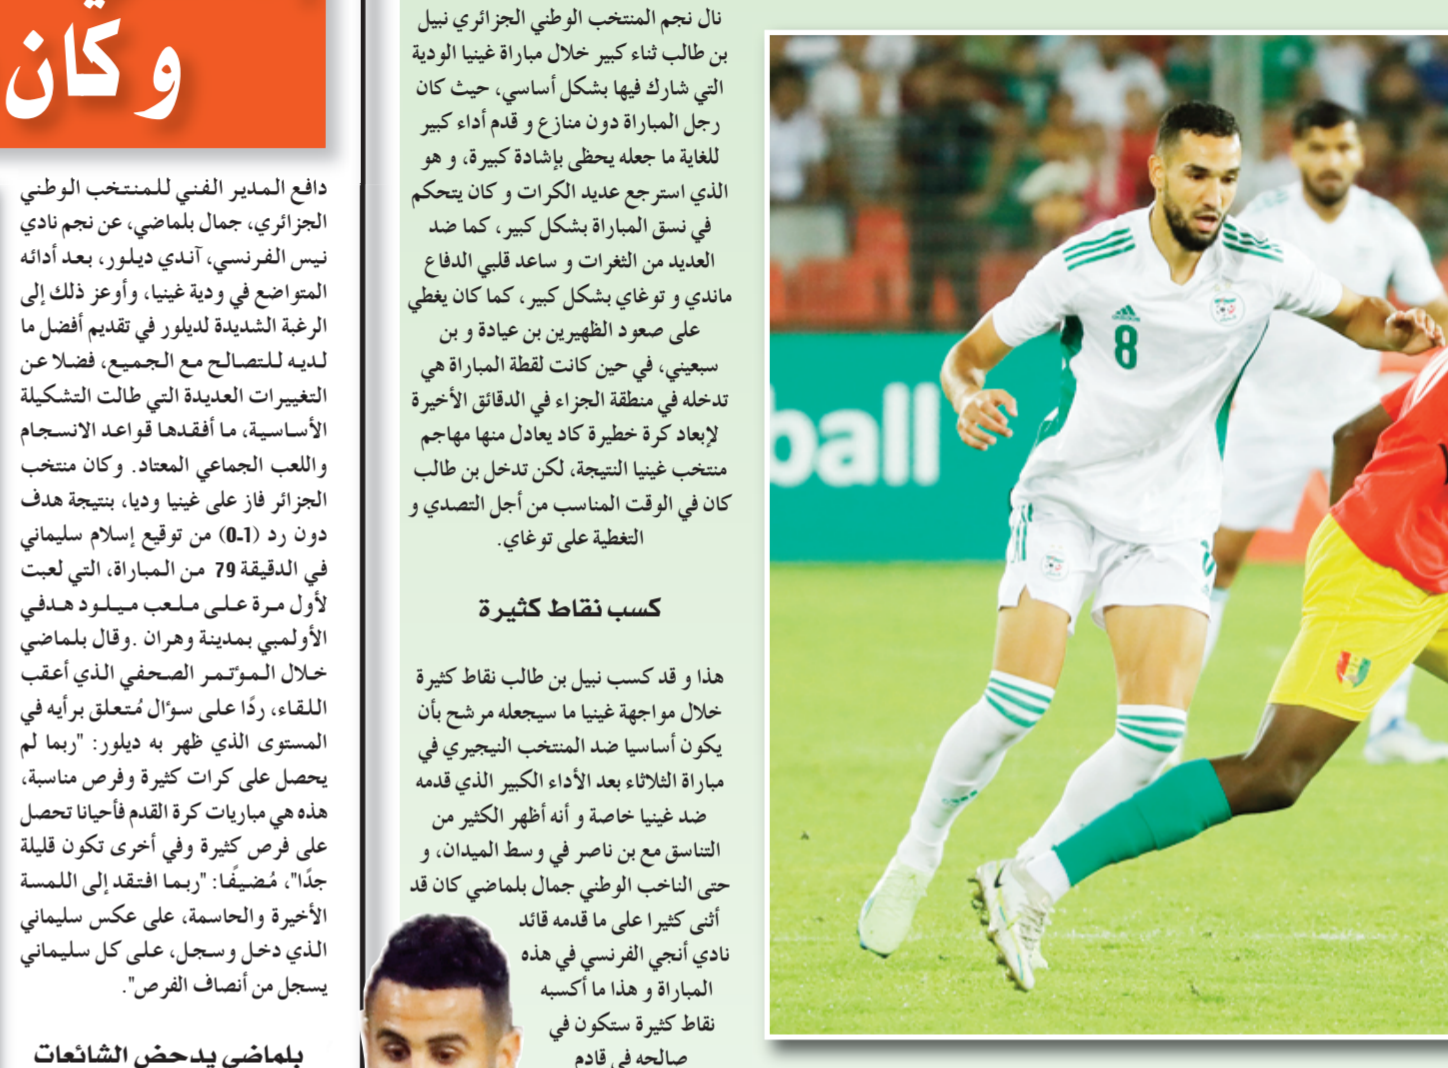 نال نجم المنتخب الوطني الجزائري نبيل
بن طالب ثناء كبير خلال مباراة غينيا الودية
التي شارك فيها بشكل أساسي، حيث كان
رجل المباراة دون منازع و قدم أداء كبير
للغاية ما جعله يحظى بإشادة كبيرة، و هو
الذي استرجع عديد الكرات و كان يتحكم
في نسق المباراة بشكل كبير، كما ضد
العديد من الثغرات و ساعد قلبي الدفاع
ماندي و توغاي بشكل كبير، كما كان يغطي
على صعود الظهيرين بن عيادة و بن
سبعيني، في حين كانت لقطة المباراة هي
تدخله في منطقة الجزاء في الدقائق الأخيرة
لإبعاد كرة خطيرة كاد يعادل منها مهاجم
منتخب غينيا النتيجة، لكن تدخل بن طالب
كان في الوقت المناسب من أجل التصدي و
التغطية على توغاي.
كسب نقاط كثيرة
هذا و قد كسب نبيل بن طالب نقاط كثيرة
خلال مواجهة غينيا ما سيجعله مرشح بأن
يكون أساسيا ضد المنتخب النيجيري في
مباراة الثلاثاء بعد الأداء الكبير الذي قدمه
ضد غينيا خاصة و أنه أظهر الكثير من
التناسق مع بن ناصر في وسط الميدان، و
حتى الناخب الوطني جمال بلماضي كان قد
أثنى كثيرا على ما قدمه قائد
نادي أنجي الفرنسي في هذه
المباراة و هذا ما أكسبه
نقاط كثيرة ستكون في
صالحه في قادم
وكان
دافع المدير الفني للمنتخب الوطني
الجزائري، جمال بلماضي، عن نجم نادي
نيس الفرنسي، آندي ديلور، بعد أدائه
المتواضع في ودية غينيا، وأوعز ذلك إلى
الرغبة الشديدة لديلور في تقديم أفضل ما
لديه للتصالح مع الجميع، فضلا عن
التغييرات العديدة التي طالت التشكيلة
الأساسية، ما أفقدها قواعد الانسجام
واللعب الجماعي المعتاد. وكان منتخب
الجزائر فاز على غينيا وديا، بنتيجة هدف
دون رد (1ـ0) من توقيع إسلام سليماني
في الدقيقة 79 من المباراة، التي لعبت
لأول مرة على ملعب ميلود هدفي
الأولمبي بمدينة وهران .وقال بلماضي
خلال المؤتمر الصحفي الذي أعقب
اللقاء، ردًا على سؤال مُتعلق برأيه في
المستوى الذي ظهر به ديلور: "ربما لم
يحصل على كرات كثيرة وفرص مناسبة،
هذه هي مباريات كرة القدم فأحيانا تحصل
على فرص كثيرة وفي أخرى تكون قليلة
جدًا"، مُضيفًا: "ربما افتقد إلى اللمسة
الأخيرة والحاسمة، على عكس سليماني
الذي دخل وسجل، على كل سليماني
يسجل من أنصاف الفرص".
بلماضي يدحض الشائعات
adidas
8
ball